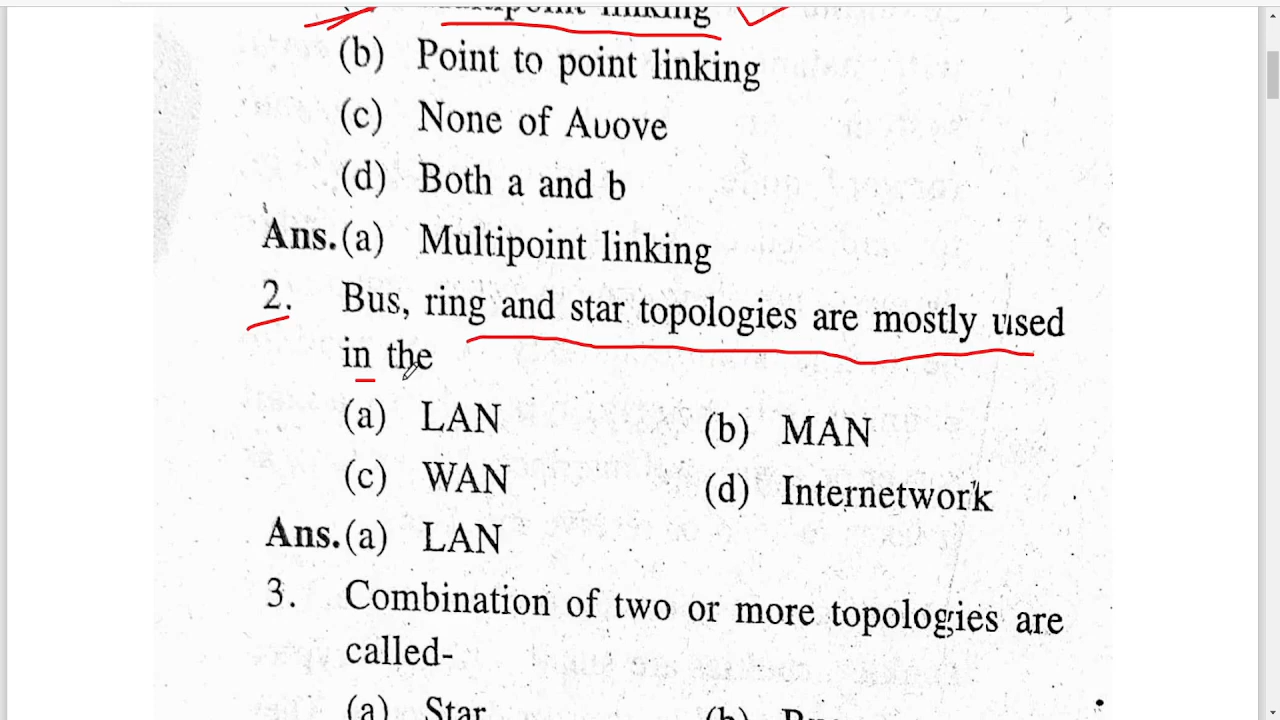 linking
(b) Point to point linking
(c) None of Auove
(d) Both a and b
Ans.(a) Multipoint linking
2. Bus, ring and star topologies are mostly used
in the
(a) LAN (b) MAN
(c) WAN (d) Internetwork
Ans.(a) LAN
3. Combination of two or more topologies are
called-
(a) Star (b)